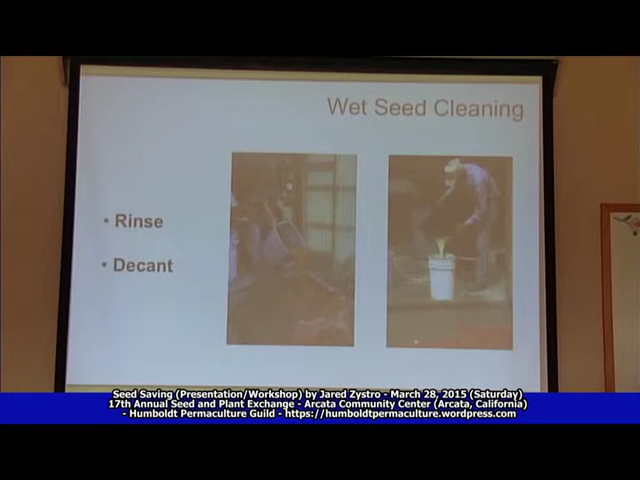 Wet Seed Cleaning
• Rinse
• Decant
Seed Saving (Presentation/Workshop) by Jared Zystro - March 28, 2015 (Saturday)
17th Annual Seed and Plant Exchange - Arcata Community Center (Arcata, California)
- Humboldt Permaculture Guild - https://humboldtpermaculture.wordpress.com